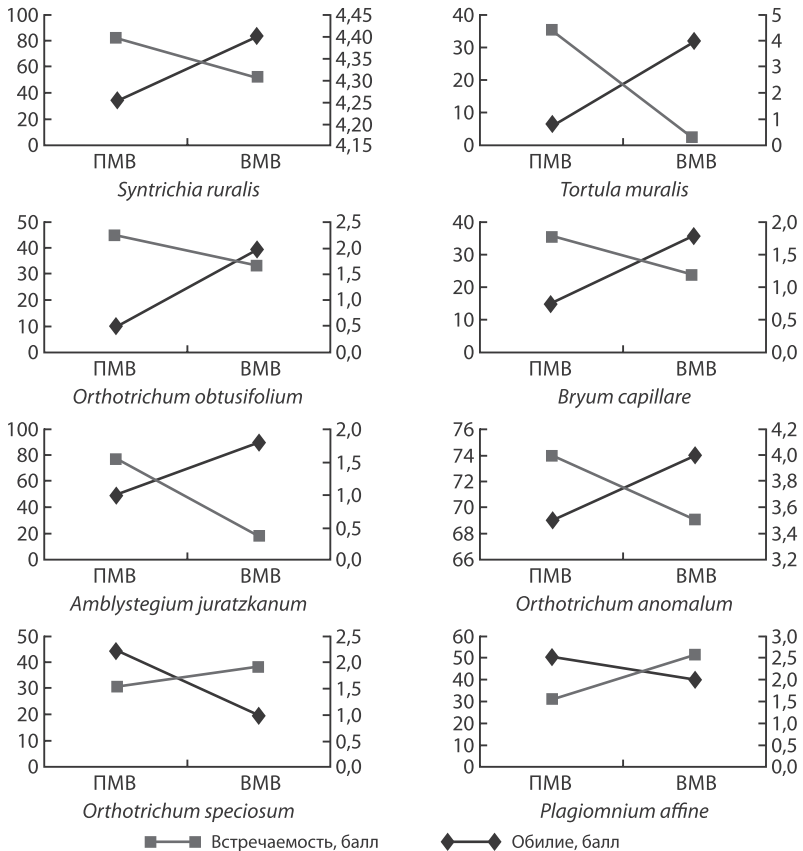 100 80 60 40 20 0 4,45 4,40 4,35 4,30 4,25 4,20 4,15
ПМВ ВМВ
Syntrichia ruralis
40 30 20 10 0 5 4 3 2 1 0
ПМВ ВМВ
Tortula muralis
50 40 30 20 10 0 2,5 2,0 1,5 1,0 0,5 0,0
ПМВ ВМВ
Orthotrichum obtusifolium
40 30 20 10 0 2,0 1,5 1,0 0,5 0,0
ПМВ ВМВ
Bryum capillare
100 80 60 40 20 0 2,0 1,5 1,0 0,5 0,0
ПМВ ВМВ
Amblystegium juratzkanum
76 74 72 70 68 66 4,2 4,0 3,8 3,6 3,4 3,2
ПМВ ВМВ
Orthotrichum anomalum
50 40 30 20 10 0 2,5 2,0 1,5 1,0 0,5 0,0
ПМВ ВМВ
Orthotrichum speciosum
60 50 40 30 20 10 0 3,0 2,5 2,0 1,5 1,0 0,5 0,0
ПМВ ВМВ
Plagiomnium affine
Встречаемость, балл Обилие, балл